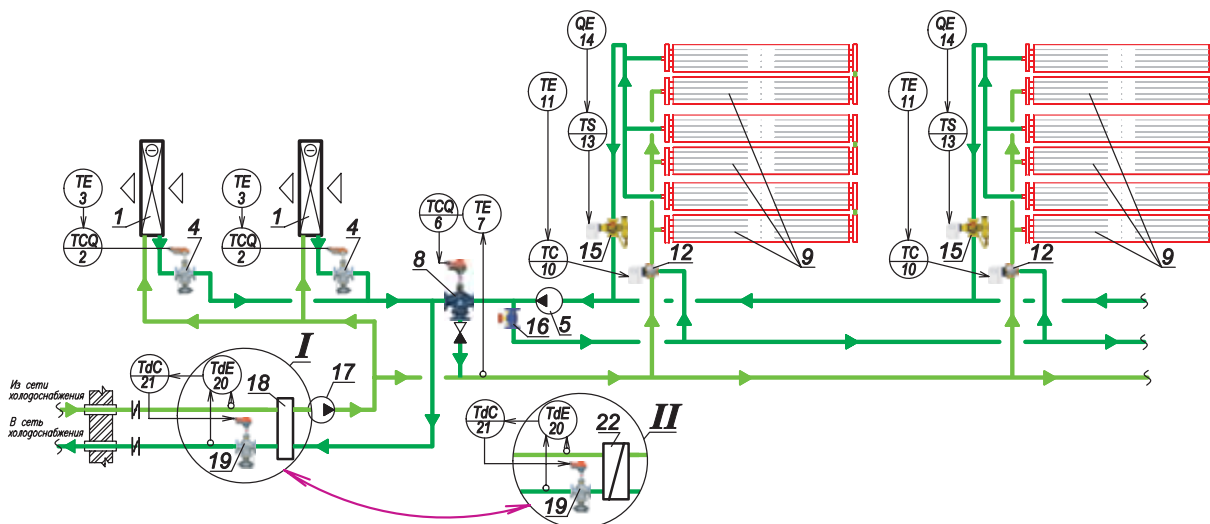 QE
14
TE
11
TS
13
TC
10
15
12
9
QE
14
TE
11
TS
13
TC
10
15
12
9
TE
3
TCQ
2
1
4
TE
3
TCQ
2
1
4
TCQ
6
TE
7
8
16
5
I
TdC
21
TdE
20
18
17
19
Из сети
холодоснабжения
В сеть
холодоснабжения
II
TdC
21
TdE
20
22
19